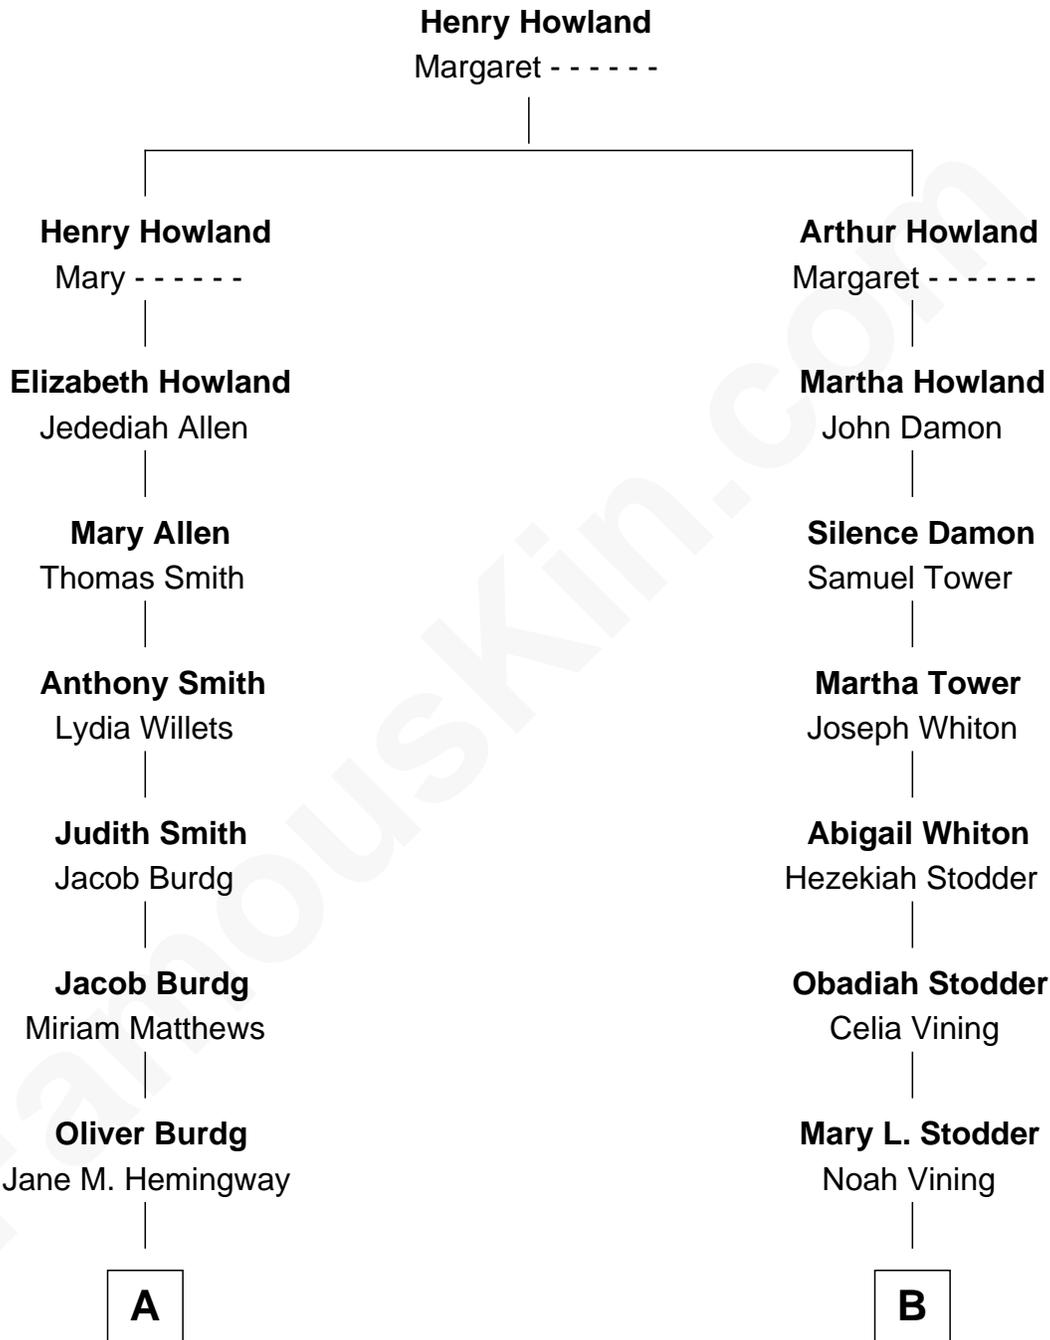 Henry Howland
Margaret - - - - - -
Henry Howland
Mary - - - - - -
Elizabeth Howland
Jedediah Allen
Mary Allen
Thomas Smith
Anthony Smith
Lydia Willets
Judith Smith
Jacob Burdg
Jacob Burdg
Miriam Matthews
Oliver Burdg
Jane M. Hemingway
A
Arthur Howland
Margaret - - - - - -
Martha Howland
John Damon
Silence Damon
Samuel Tower
Martha Tower
Joseph Whiton
Abigail Whiton
Hezekiah Stodder
Obadiah Stodder
Celia Vining
Mary L. Stodder
Noah Vining
B
FamousKin.com